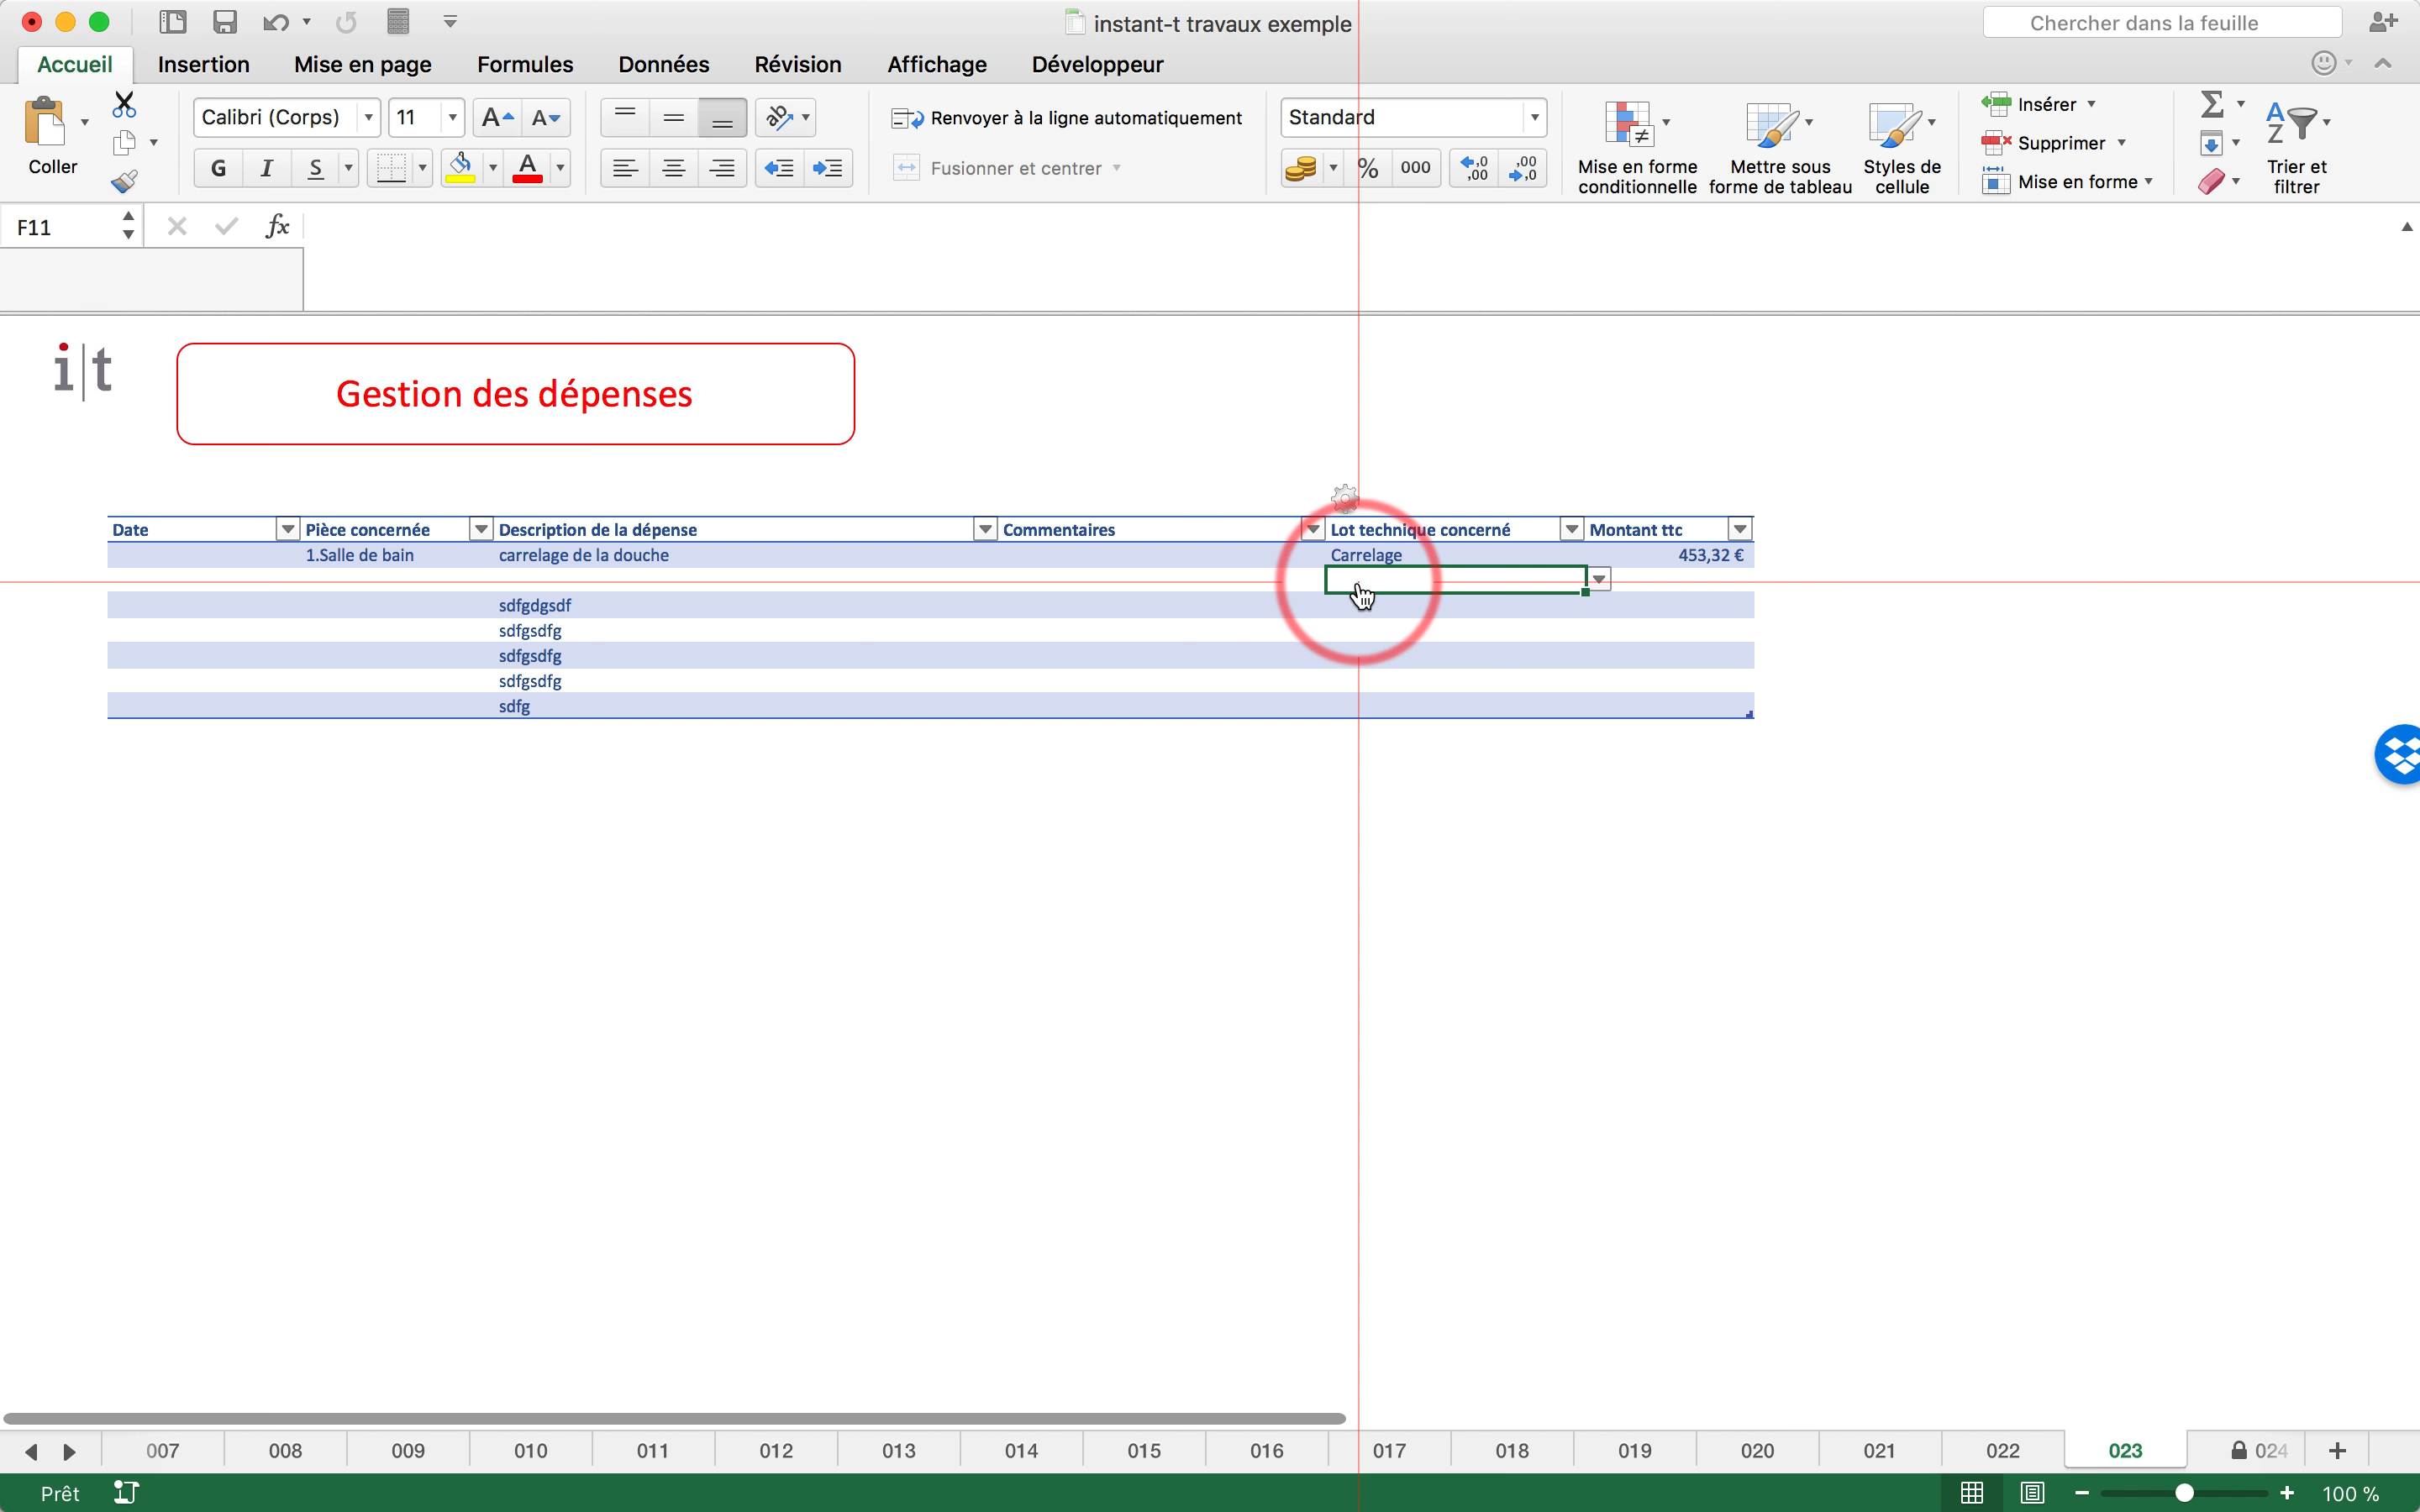 instant-t travaux exemple
Chercher dans la feuille
Accueil Insertion Mise en page Formules Données Révision Affichage Développeur
Coller
Calibri (Corps) 11
G I S
Renvoyer à la ligne automatiquement
Fusionner et centrer
Standard
% 000
Mise en forme conditionnelle
Mettre sous forme de tableau
Styles de cellule
Insérer
Supprimer
Mise en forme
Trier et filtrer
F11
fx
i|t
Gestion des dépenses
Date Pièce concernée Description de la dépense Commentaires Lot technique concerné Montant ttc
1.Salle de bain carrelage de la douche Carrelage 453,32 €
sdfgdgsdf
sdfgsdfg
sdfgsdfg
sdfgsdfg
sdfg
007 008 009 010 011 012 013 014 015 016 017 018 019 020 021 022 023 024 +
Prêt
100 %